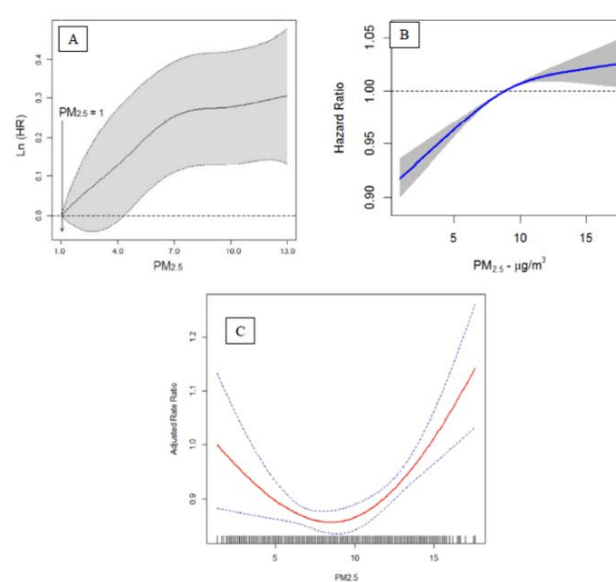 A
Ln (HR)
0.0 0.1 0.2 0.3 0.4
PM2.5 = 1
1.0 4.0 7.0 10.0 13.0
PM2.5
B
Hazard Ratio
0.90 0.95 1.00 1.05
5 10 15
PM2.5 - μg/m³
C
Adjusted Rate Ratio
0.9 1.0 1.1 1.2
5 10 15
PM2.5